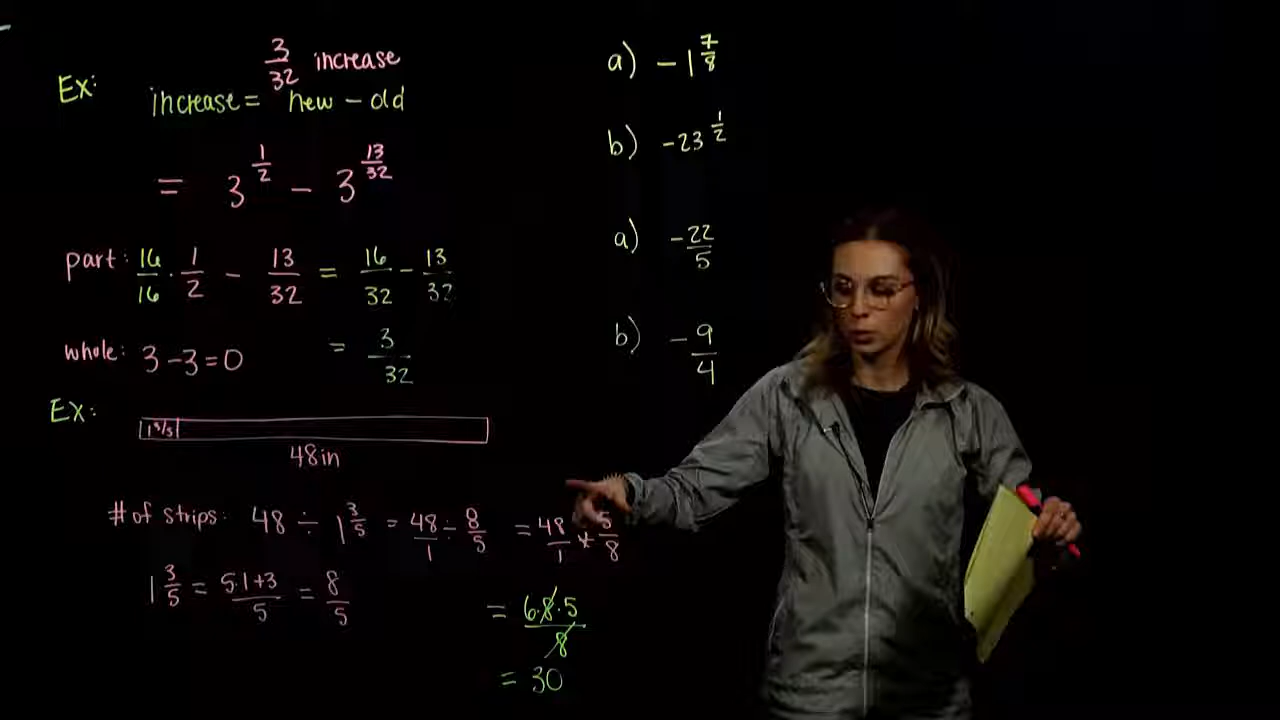 Ex: 3/32 increase
increase = new - old
= 3 1/2 - 3 13/32
part: 16/16 · 1/2 - 13/32 = 16/32 - 13/32
whole: 3 - 3 = 0 = 3/32
Ex:
1 3/5
48in
# of strips: 48 ÷ 1 3/5 = 48/1 ÷ 8/5 = 48/1 * 5/8
1 3/5 = 5·1+3/5 = 8/5
= 6·8·5/8
= 30
a) -1 7/8
b) -23 1/2
a) -22/5
b) -9/4